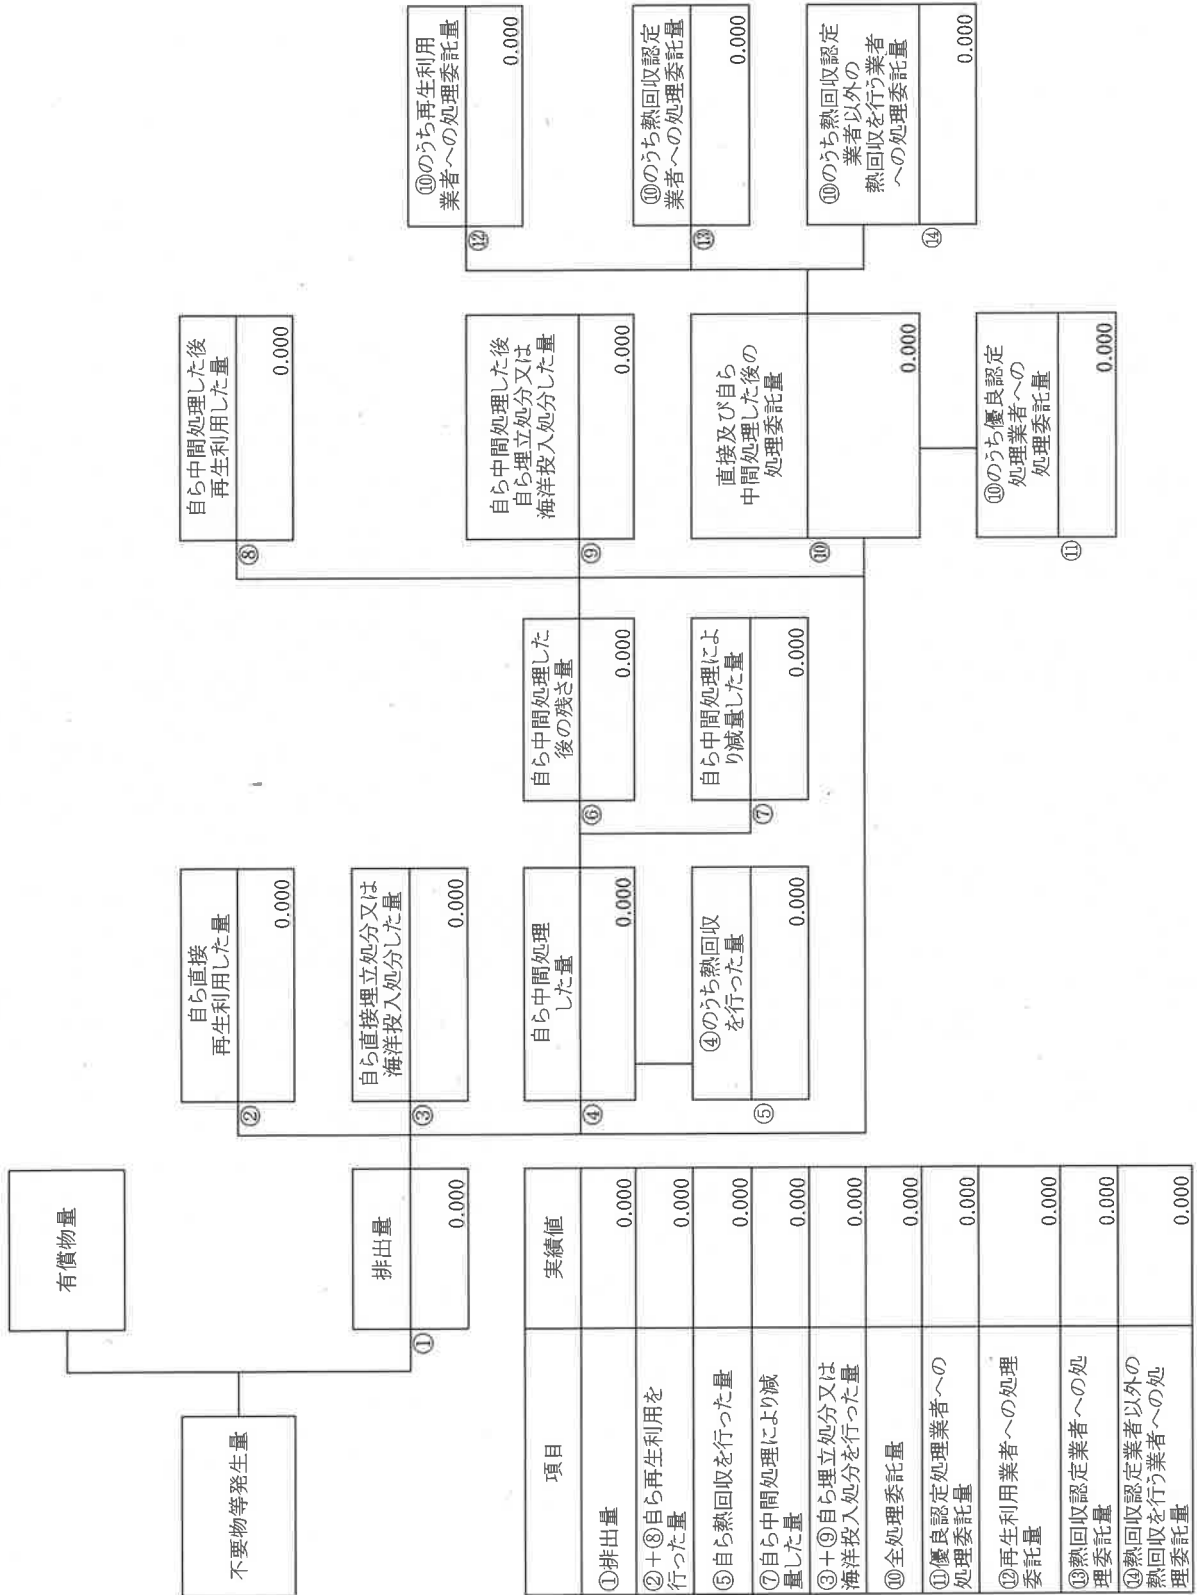 不要物等発生量
有償物量
排出量
①
0.000
自ら直接
再生利用した量
②
0.000
自ら直接埋立処分又は
海洋投入処分した量
③
0.000
自ら中間処理
した量
④
0.000
④のうち熱回収
を行った量
⑤
0.000
自ら中間処理した
後の残さ量
⑥
0.000
自ら中間処理によ
り減量した量
⑦
0.000
自ら中間処理した後
再生利用した量
⑧
0.000
自ら中間処理した後
自ら埋立処分又は
海洋投入処分した量
⑨
0.000
直接及び自ら
中間処理した後の
処理委託量
⑩
0.000
⑩のうち優良認定
処理業者への
処理委託量
⑪
0.000
⑩のうち再生利用
業者への処理委託量
⑫
0.000
⑩のうち熱回収認定
業者への処理委託量
⑬
0.000
⑩のうち熱回収認定
業者以外の
熱回収を行う業者
への処理委託量
⑭
0.000
項目 実績値
①排出量 0.000
②+⑧自ら再生利用を
行った量 0.000
⑤自ら熱回収を行った量 0.000
⑦自ら中間処理により減
量した量 0.000
③+⑨自ら埋立処分又は
海洋投入処分を行った量 0.000
⑩全処理委託量 0.000
⑪優良認定処理業者への
処理委託量 0.000
⑫再生利用業者への処理
委託量 0.000
⑬熱回収認定業者への処
理委託量 0.000
⑭熱回収認定業者以外の
熱回収を行う業者への処
理委託量 0.000